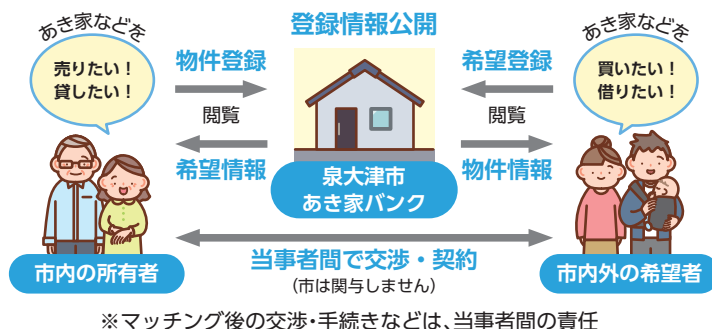 あき家などを
売りたい！
貸したい！
物件登録
閲覧
希望情報
市内の所有者
登録情報公開
泉大津市
あき家バンク
希望登録
閲覧
物件情報
あき家などを
買いたい！
借りたい！
市内外の希望者
当事者間で交渉・契約
(市は関与しません)
※マッチング後の交渉・手続きなどは、当事者間の責任